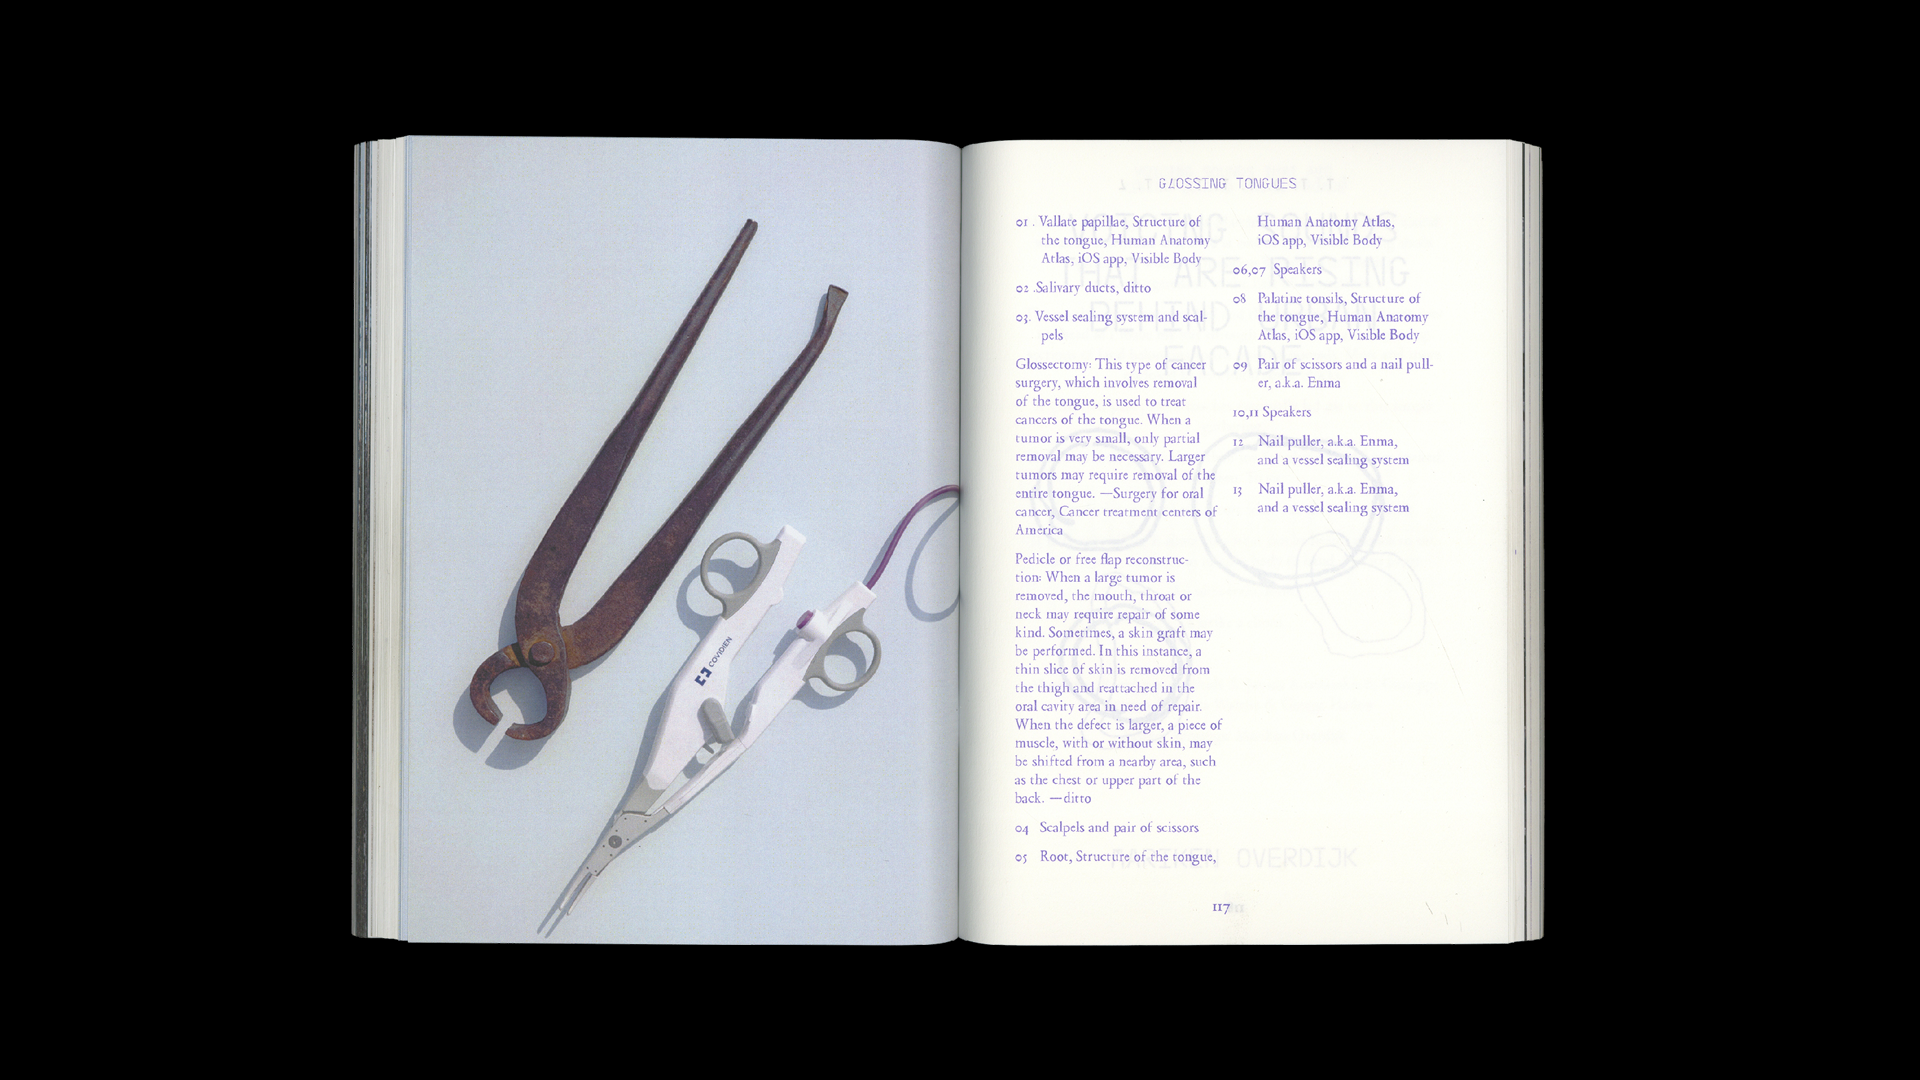 COVIDIEN
GLOSSING TONGUES
01 . Vallate papillae, Structure of
the tongue, Human Anatomy
Atlas, iOS app, Visible Body
02 .Salivary ducts, ditto
03. Vessel sealing system and scal-
pels
Glossectomy: This type of cancer
surgery, which involves removal
of the tongue, is used to treat
cancers of the tongue. When a
tumor is very small, only partial
removal may be necessary. Larger
tumors may require removal of the
entire tongue. —Surgery for oral
cancer, Cancer treatment centers of
America
Pedicle or free flap reconstruc-
tion: When a large tumor is
removed, the mouth, throat or
neck may require repair of some
kind. Sometimes, a skin graft may
be performed. In this instance, a
thin slice of skin is removed from
the thigh and reattached in the
oral cavity area in need of repair.
When the defect is larger, a piece of
muscle, with or without skin, may
be shifted from a nearby area, such
as the chest or upper part of the
back. —ditto
04 Scalpels and pair of scissors
05 Root, Structure of the tongue,
Human Anatomy Atlas,
iOS app, Visible Body
06,07 Speakers
08 Palatine tonsils, Structure of
the tongue, Human Anatomy
Atlas, iOS app, Visible Body
09 Pair of scissors and a nail pull-
er, a.k.a. Enma
10,11 Speakers
12 Nail puller, a.k.a. Enma,
and a vessel sealing system
13 Nail puller, a.k.a. Enma,
and a vessel sealing system
THAT ARE RISING
BEHIND
FACADE
OVERDIJK
117